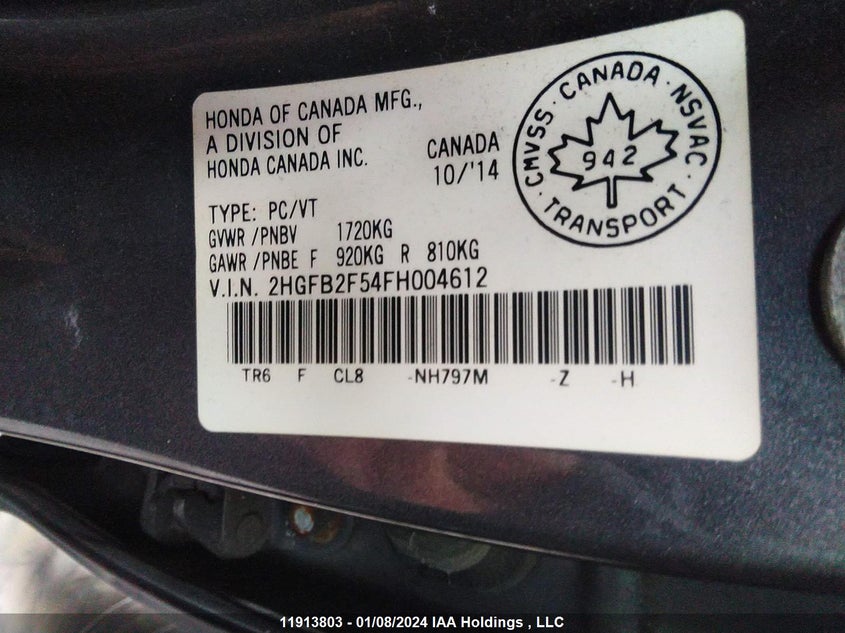 HONDA OF CANADA MFG.,
A DIVISION OF
HONDA CANADA INC.
CANADA
10/'14
CMVSS · CANADA · NSVAC · TRANSPORT ·
942
TYPE: PC/VT
GVWR /PNBV 1720KG
GAWR /PNBE F 920KG R 810KG
V.I.N. 2HGFB2F54FH004612
TR6 F CL8 -NH797M -Z -H
11913803 - 01/08/2024 IAA Holdings , LLC